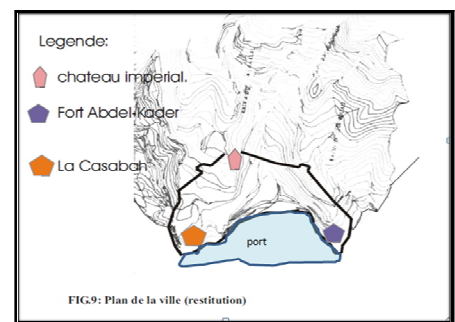 Legende:
chateau imperial.
Fort Abdel-Kader
La Casabah
port
FIG.9: Plan de la ville (restitution)